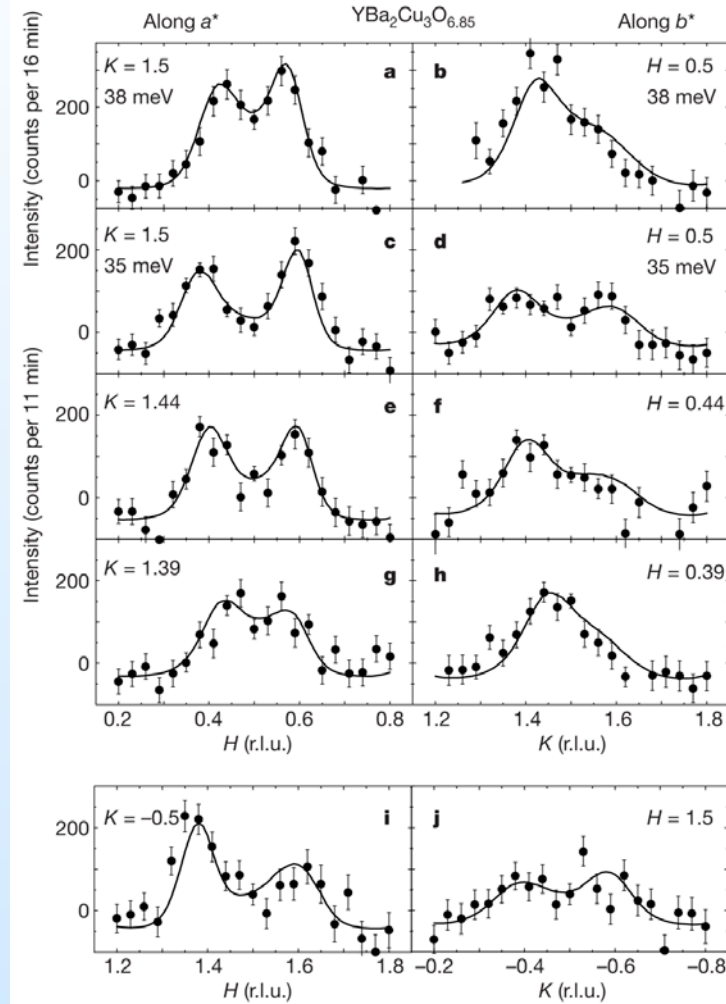 Along a* YBa₂Cu₃O₆.₈₅ Along b*
Intensity (counts per 16 min)
Intensity (counts per 11 min)
K = 1.5 a
38 meV
b H = 0.5
38 meV
200
0
K = 1.5 c
35 meV
d H = 0.5
35 meV
200
0
K = 1.44 e
f H = 0.44
200
0
K = 1.39 g
h H = 0.39
200
0
0.2 0.4 0.6 0.8 1.2 1.4 1.6 1.8
H (r.l.u.) K (r.l.u.)
K = –0.5 i
j H = 1.5
200
0
1.2 1.4 1.6 1.8 –0.2 –0.4 –0.6 –0.8
H (r.l.u.) K (r.l.u.)